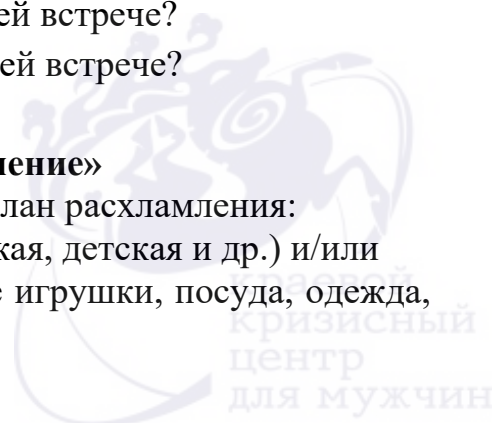 ей встрече?
ей встрече?
ление»
лан расхламления:
кая, детская и др.) и/или
е игрушки, посуда, одежда,
краевой
кризисный
центр
для мужчин